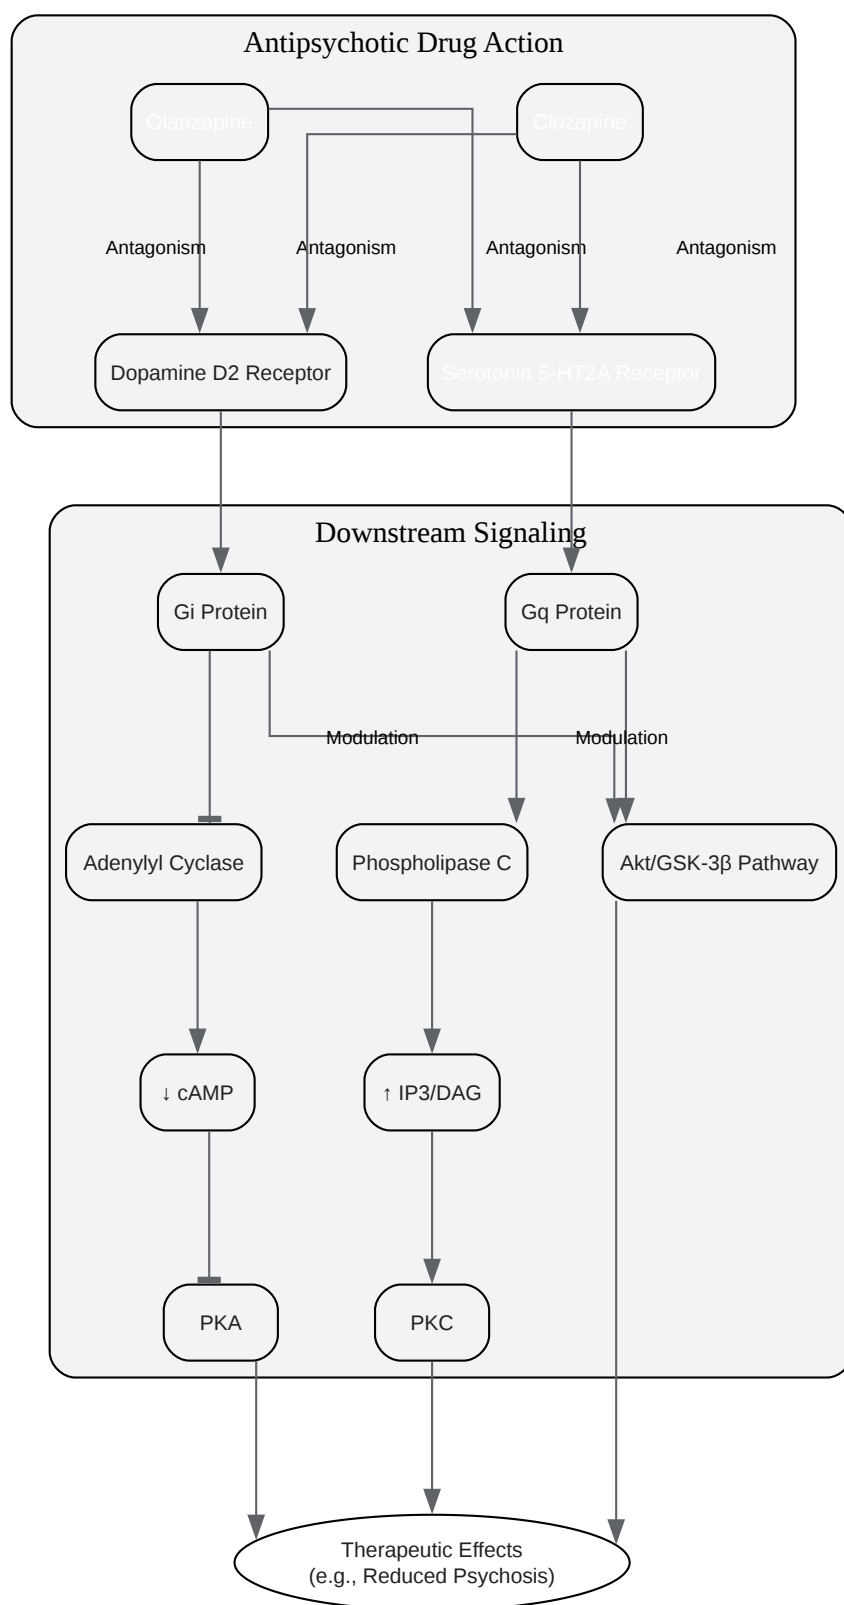 Antipsychotic Drug Action
Olanzapine
Clozapine
Antagonism
Antagonism
Antagonism
Antagonism
Dopamine D2 Receptor
Serotonin 5-HT2A Receptor
Downstream Signaling
Gi Protein
Gq Protein
Modulation
Modulation
Adenylyl Cyclase
Phospholipase C
Akt/GSK-3β Pathway
↓ cAMP
↑ IP3/DAG
PKA
PKC
Therapeutic Effects
(e.g., Reduced Psychosis)